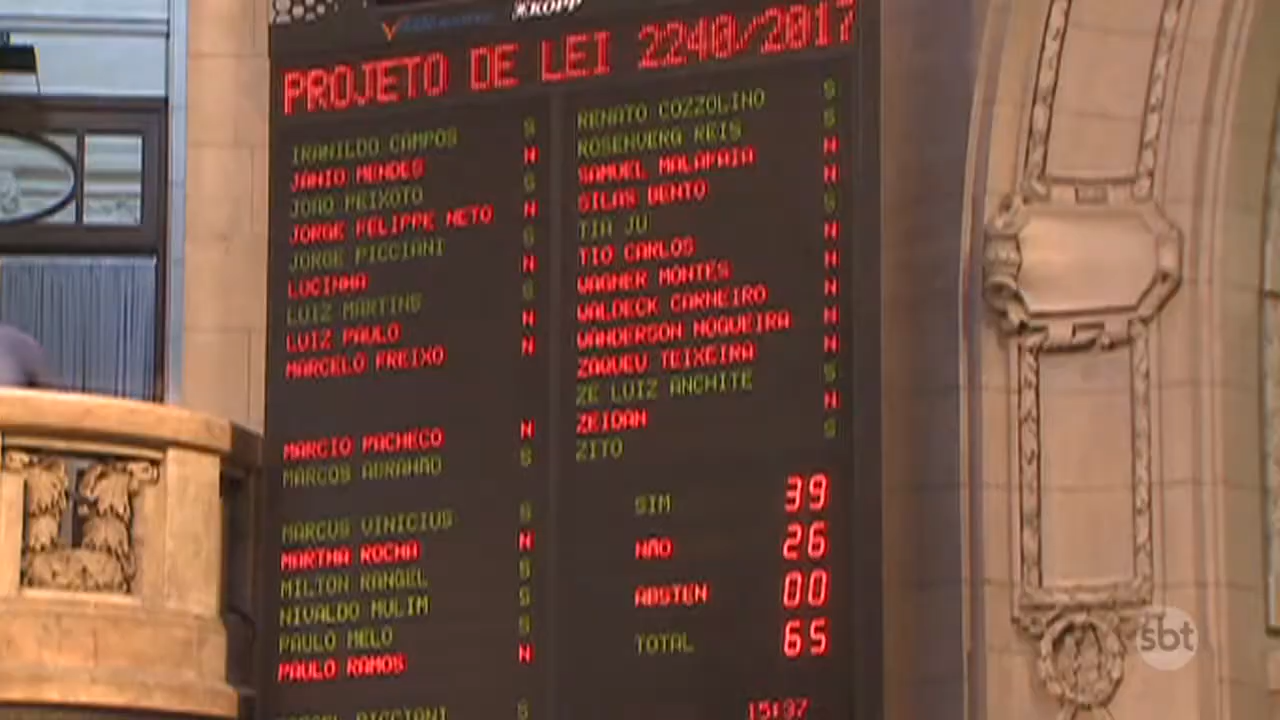 XKOPP
PROJETO DE LEI 2240/2017
IRANILDO CAMPOS S
JANIO MENDES N
JOAO PEIXOTO S
JORGE FELIPPE NETO N
JORGE PICCIANI S
LUCINHA N
LUIZ MARTINS S
LUIZ PAULO N
MARCELO FREIXO N
MARCIO PACHECO N
MARCOS ABRAHAO S
MARCUS VINICIUS S
MARTHA ROCHA N
MILTON RANGEL S
NIVALDO MULIM S
PAULO MELO S
PAULO RAMOS N
PICCIANI S
RENATO COZZOLINO S
ROSENVERG REIS S
SAMUEL MALAFAIA N
SILAS BENTO N
TIA JU S
TIO CARLOS N
WAGNER MONTES N
WALDECK CARNEIRO N
WANDERSON NOGUEIRA N
ZAQUEU TEIXEIRA N
ZE LUIZ ANCHITE S
ZEIDAN N
ZITO S
SIM 39
NÃO 26
ABSTEN 00
TOTAL 65
15:37
sbt